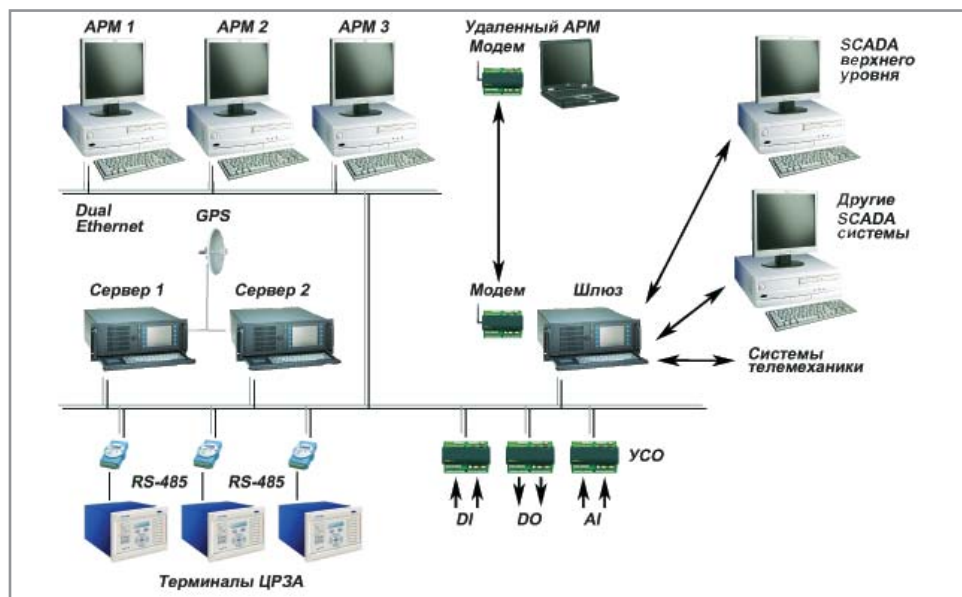 АРМ 1
АРМ 2
АРМ 3
Удаленный АРМ
Модем
SCADA
верхнего
уровня
Dual
Ethernet
GPS
Другие
SCADA
системы
Сервер 1
Сервер 2
Модем
Шлюз
Системы
телемеханики
RS-485
RS-485
УСО
DI
DO
AI
Терминалы ЦРЗА